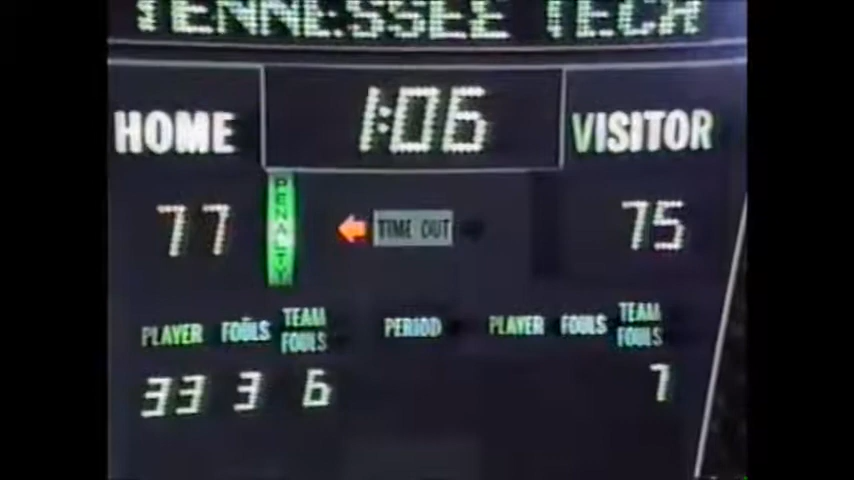 TENNESSEE TECH
1:06
HOME VISITOR
77 PENALTY TIME OUT 75
PLAYER FOULS TEAM FOULS PERIOD PLAYER FOULS TEAM FOULS
33 3 6 7